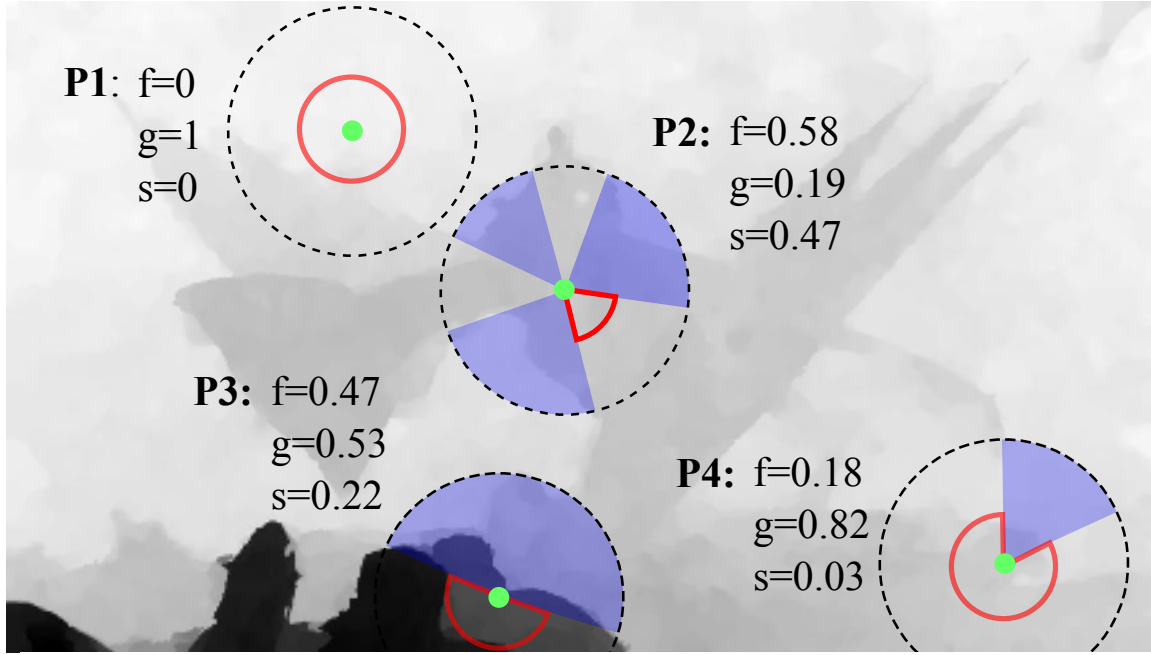 P1: f=0
g=1
s=0
P2: f=0.58
g=0.19
s=0.47
P3: f=0.47
g=0.53
s=0.22
P4: f=0.18
g=0.82
s=0.03